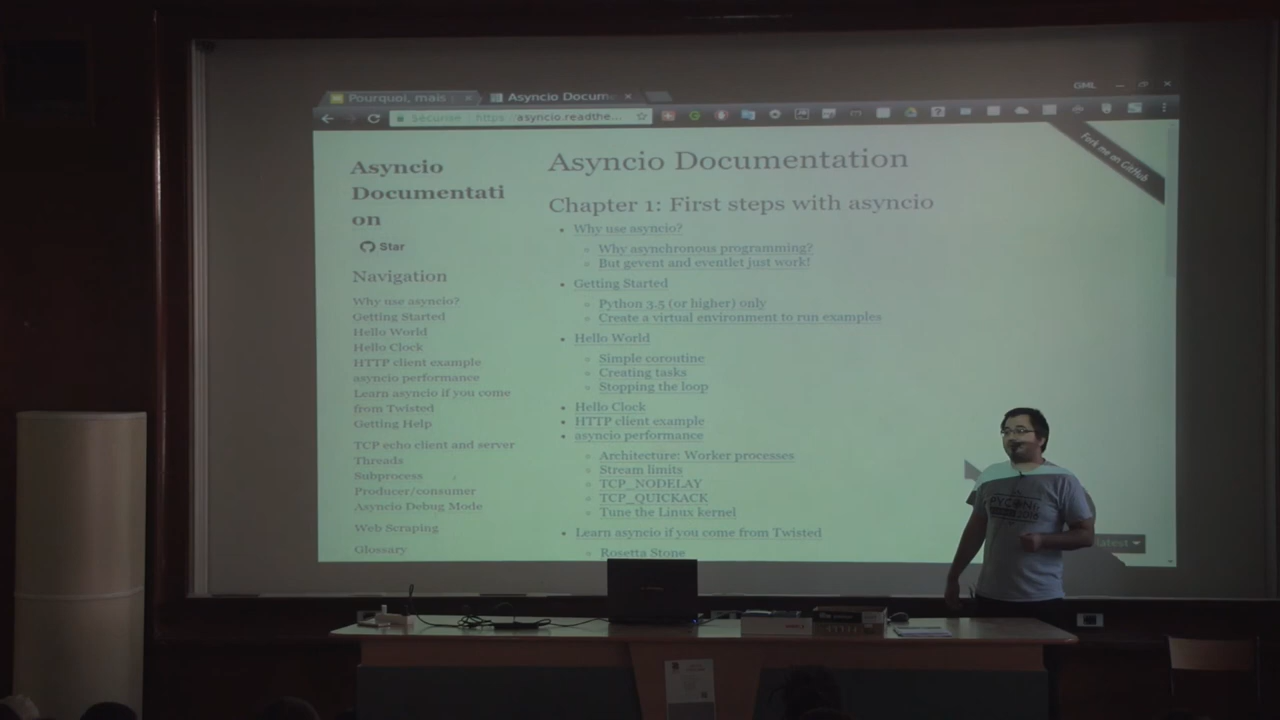 GML
Pourquoi, mais
Asyncio Docum
Sécurisé
https
asyncio.readthe...
Fork me on GitHub
Asyncio
Documentati
on
Star
Navigation
Why use asyncio?
Getting Started
Hello World
Hello Clock
HTTP client example
asyncio performance
Learn asyncio if you come
from Twisted
Getting Help
TCP echo client and server
Threads
Subprocess
Producer/consumer
Asyncio Debug Mode
Web Scraping
Glossary
Asyncio Documentation
Chapter 1: First steps with asyncio
Why use asyncio?
Why asynchronous programming?
But gevent and eventlet just work!
Getting Started
Python 3.5 (or higher) only
Create a virtual environment to run examples
Hello World
Simple coroutine
Creating tasks
Stopping the loop
Hello Clock
HTTP client example
asyncio performance
Architecture: Worker processes
Stream limits
TCP_NODELAY
TCP_QUICKACK
Tune the Linux kernel
Learn asyncio if you come from Twisted
Rosetta Stone
latest